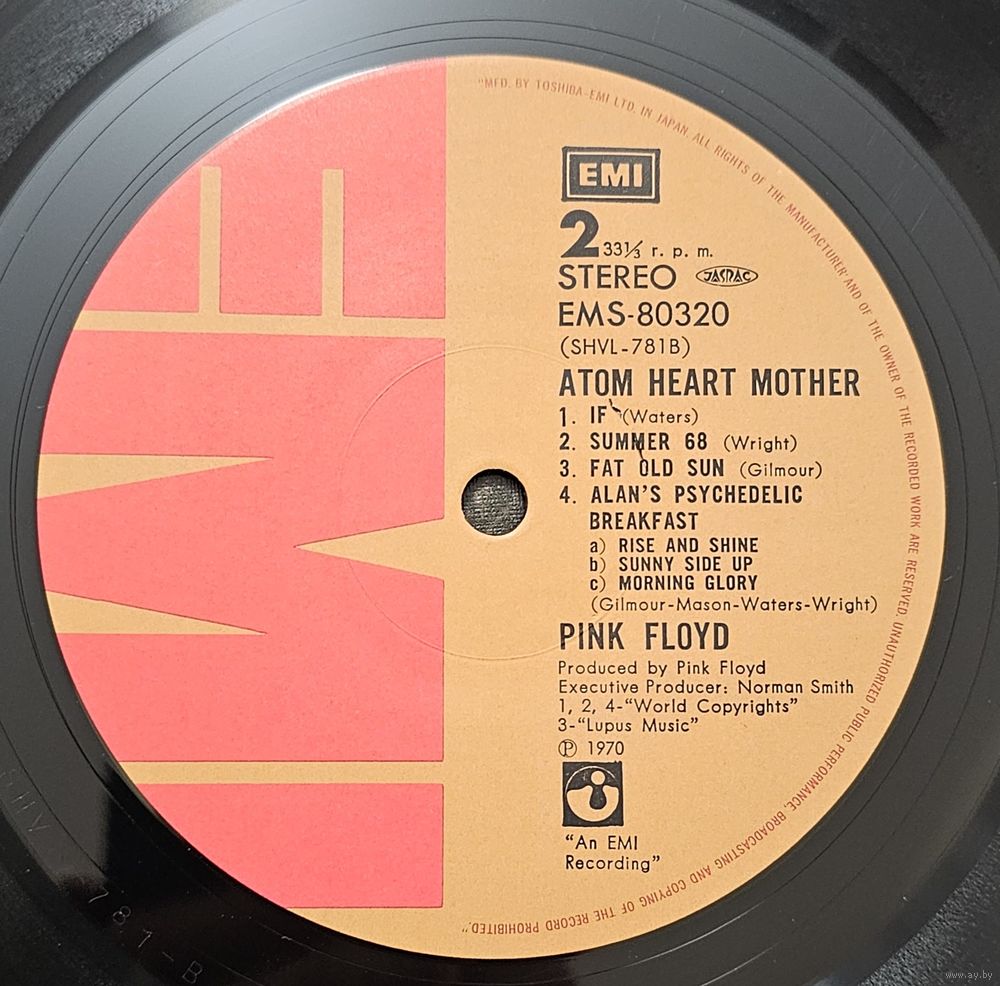 "MFD. BY TOSHIBA-EMI LTD. IN JAPAN. ALL RIGHTS OF THE MANUFACTURER AND OF THE OWNER OF THE RECORDED WORK ARE RESERVED. UNAUTHORIZED PUBLIC PERFORMANCE, BROADCASTING AND COPYING OF THE RECORD PROHIBITED."
EMI
EMI
2 33⅓ r. p. m.
STEREO JASRAC
EMS-80320
(SHVL-781B)
ATOM HEART MOTHER
1. IF (Waters)
2. SUMMER 68 (Wright)
3. FAT OLD SUN (Gilmour)
4. ALAN'S PSYCHEDELIC
BREAKFAST
a) RISE AND SHINE
b) SUNNY SIDE UP
c) MORNING GLORY
(Gilmour-Mason-Waters-Wright)
PINK FLOYD
Produced by Pink Floyd
Executive Producer: Norman Smith
1, 2, 4-"World Copyrights"
3-"Lupus Music"
Ⓟ 1970
"An EMI
Recording"
781-B
www.ay.by